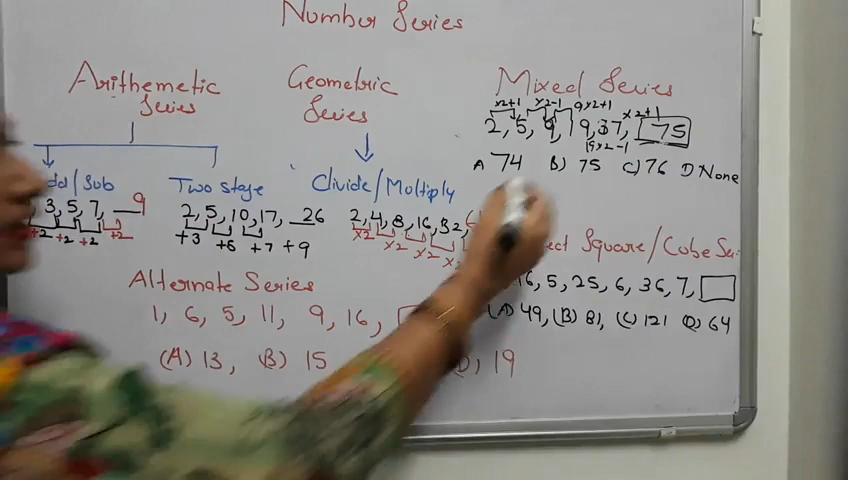 Number Series
Arithemetic
Series
Add/Sub
3, 5, 7, 9
+2 +2 +2 +2
Two stage
2, 5, 10, 17, 26
+3 +5 +7 +9
Geometric
Series
Divide/Multiply
2, 4, 8, 16, 32,
x2 x2 x2 x2
Mixed Series
x2+1 x2-1 9x2+1 x2+1
2, 5, 9, 19, 37, 75
19x2-1
A 74 B) 75 C) 76 D None
Square/Cube Ser
16, 5, 25, 6, 36, 7,
(A) 49, (B) 81, (C) 121 (D) 64
Alternate Series
1, 6, 5, 11, 9, 16,
(A) 13, (B) 15 19